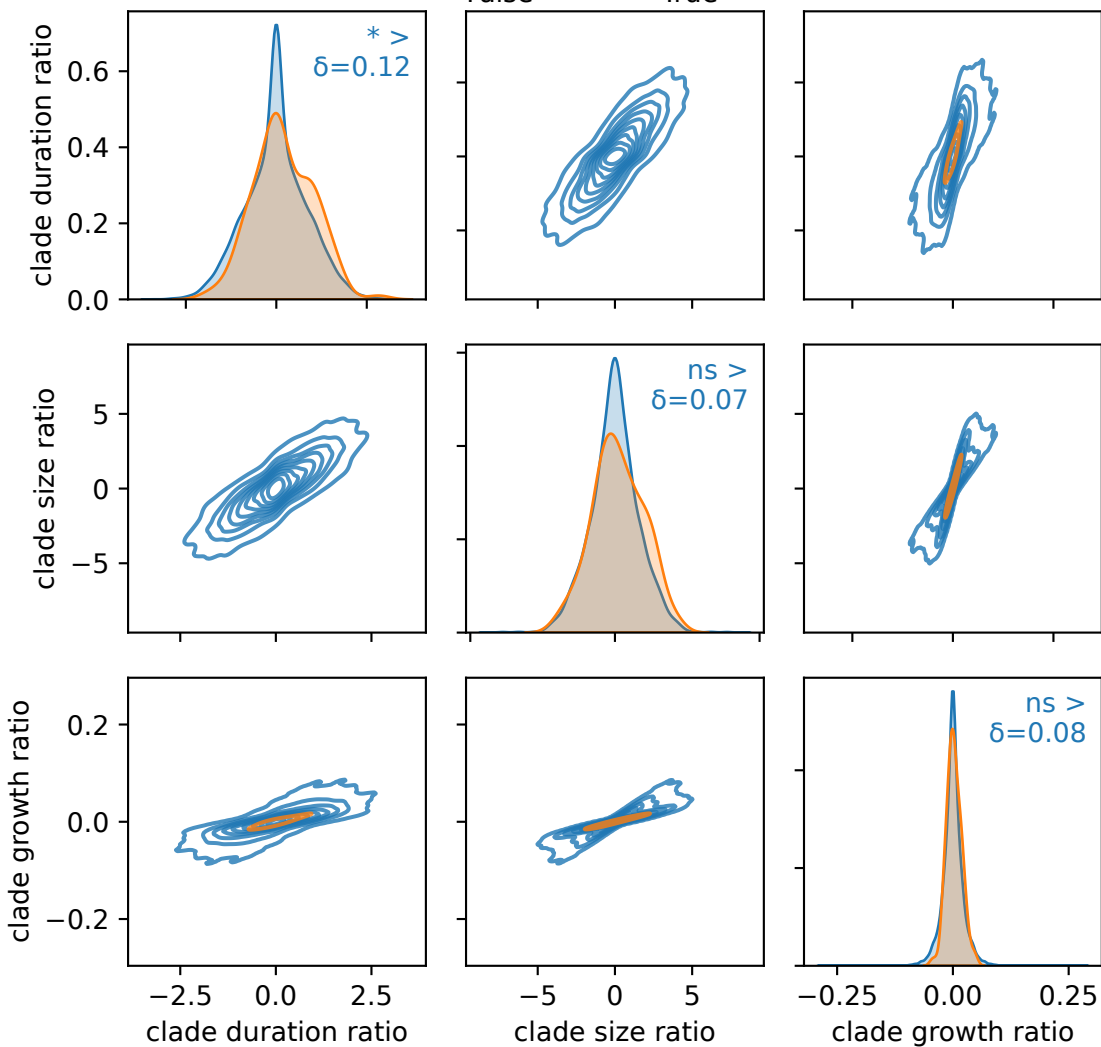 clade duration ratio
0.6
0.4
0.2
0.0
* >
δ=0.12
clade size ratio
5
0
−5
ns >
δ=0.07
clade growth ratio
0.2
0.0
−0.2
ns >
δ=0.08
−2.5 0.0 2.5
−5 0 5
−0.25 0.00 0.25
clade duration ratio
clade size ratio
clade growth ratio